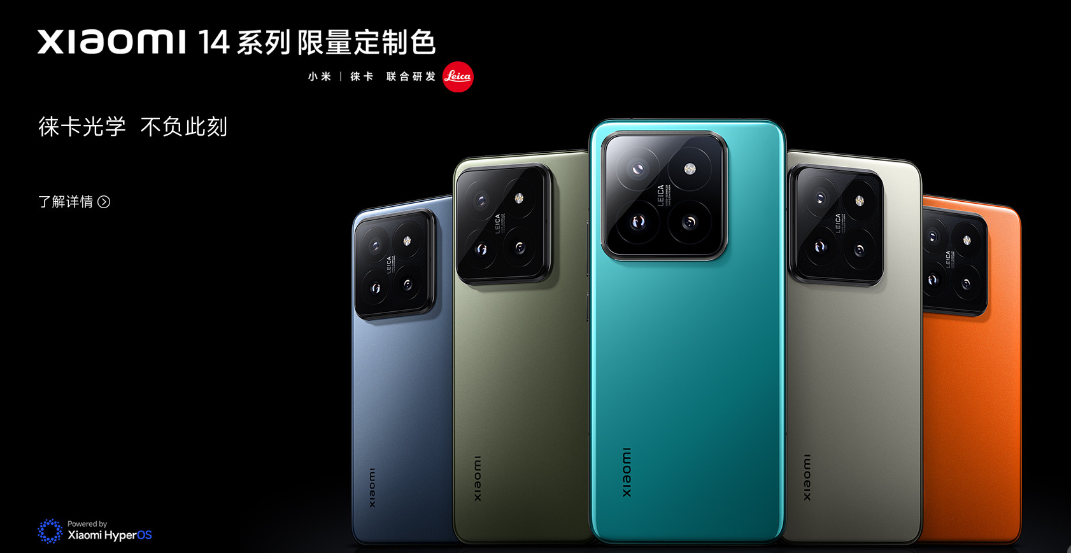 xiaomi 14 系列 限量定制色
小米 | 徕卡 联合研发 Leica
徕卡光学 不负此刻
了解详情
LEICA
LEICA
LEICA
LEICA
LEICA
xiaomi
xiaomi
xiaomi
xiaomi
Powered by
Xiaomi HyperOS